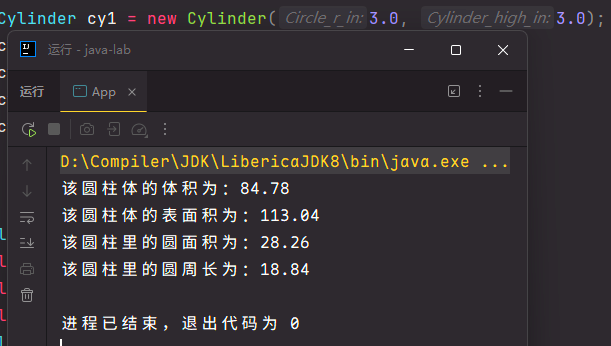 Cylinder cy1 = new Cylinder( Circle_r_in: 3.0, Cylinder_high_in: 3.0);
运行 - java-lab
运行 App
D:\Compiler\JDK\LibericaJDK8\bin\java.exe ...
该圆柱体的体积为：84.78
该圆柱体的表面积为：113.04
该圆柱里的圆面积为：28.26
该圆柱里的圆周长为：18.84
进程已结束，退出代码为 0